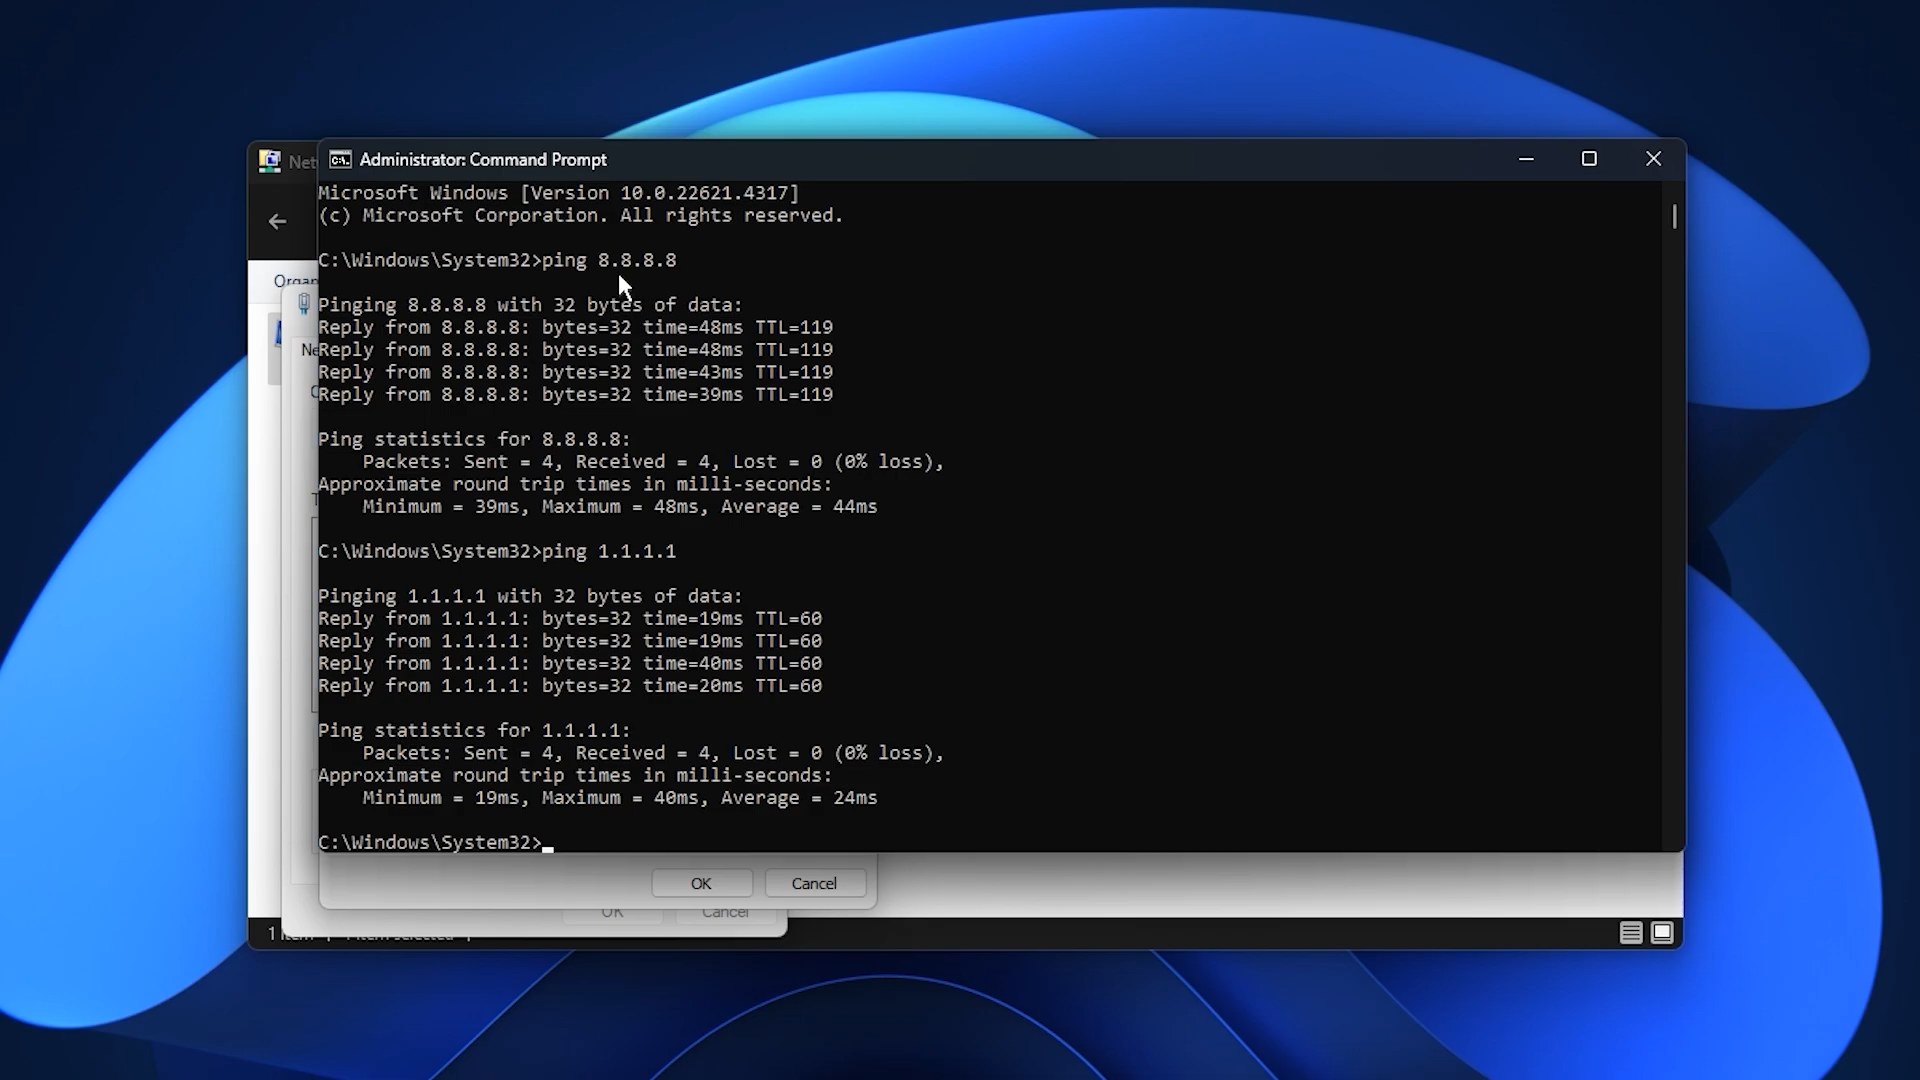 Administrator: Command Prompt
Microsoft Windows [Version 10.0.22621.4317]
(c) Microsoft Corporation. All rights reserved.
C:\Windows\System32>ping 8.8.8.8
Pinging 8.8.8.8 with 32 bytes of data:
Reply from 8.8.8.8: bytes=32 time=48ms TTL=119
Reply from 8.8.8.8: bytes=32 time=48ms TTL=119
Reply from 8.8.8.8: bytes=32 time=43ms TTL=119
Reply from 8.8.8.8: bytes=32 time=39ms TTL=119
Ping statistics for 8.8.8.8:
    Packets: Sent = 4, Received = 4, Lost = 0 (0% loss),
Approximate round trip times in milli-seconds:
    Minimum = 39ms, Maximum = 48ms, Average = 44ms
C:\Windows\System32>ping 1.1.1.1
Pinging 1.1.1.1 with 32 bytes of data:
Reply from 1.1.1.1: bytes=32 time=19ms TTL=60
Reply from 1.1.1.1: bytes=32 time=19ms TTL=60
Reply from 1.1.1.1: bytes=32 time=40ms TTL=60
Reply from 1.1.1.1: bytes=32 time=20ms TTL=60
Ping statistics for 1.1.1.1:
    Packets: Sent = 4, Received = 4, Lost = 0 (0% loss),
Approximate round trip times in milli-seconds:
    Minimum = 19ms, Maximum = 40ms, Average = 24ms
C:\Windows\System32>
OK Cancel
OK Cancel